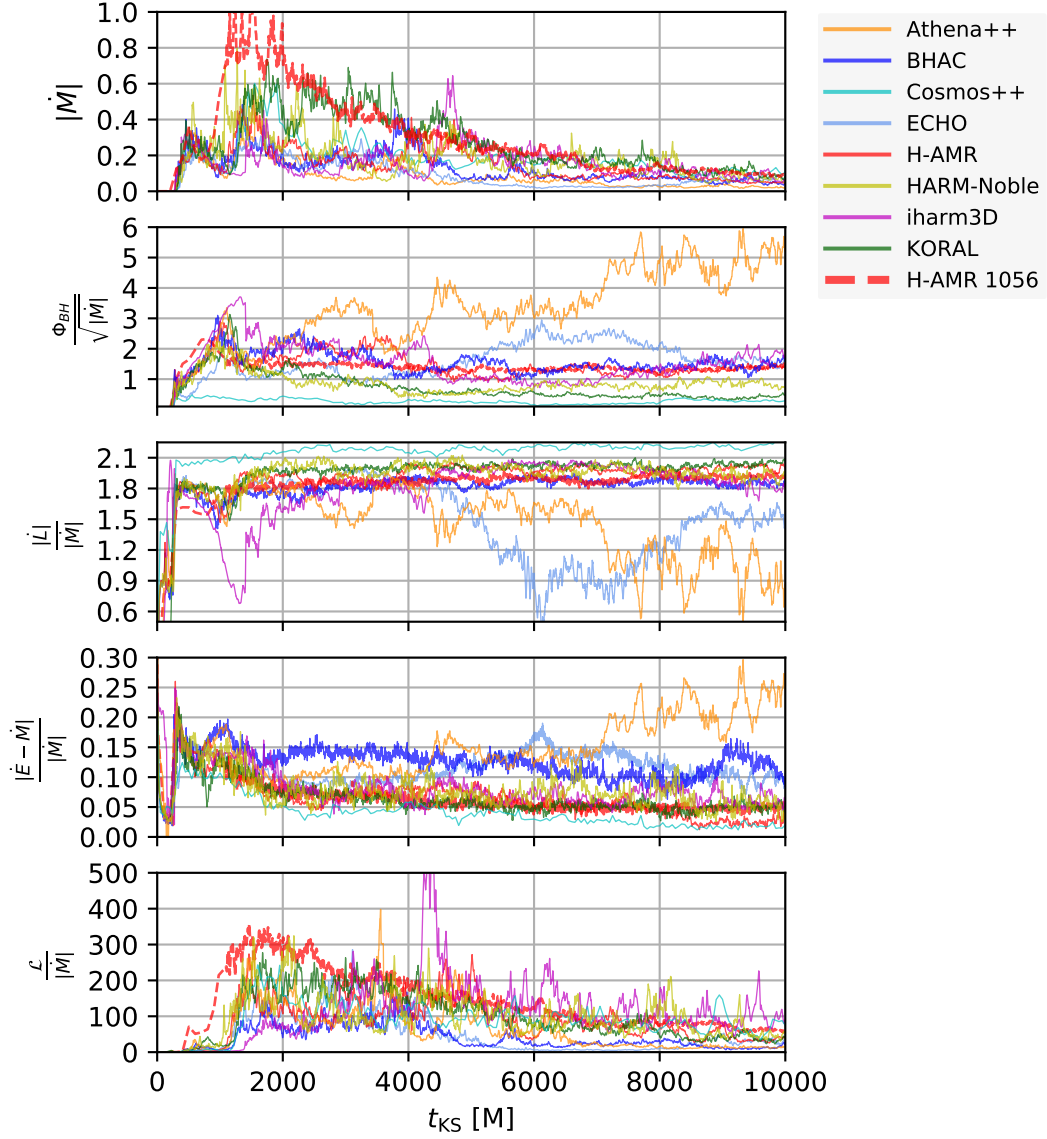 1.0
0.8
0.6
0.4
0.2
0.0
|Ṁ|
Athena++
BHAC
Cosmos++
ECHO
H-AMR
HARM-Noble
iharm3D
KORAL
H-AMR 1056
6
5
4
3
2
1
Φ_BH / √|Ṁ|
2.1
1.8
1.5
1.2
0.9
0.6
|L̇| / |Ṁ|
0.30
0.25
0.20
0.15
0.10
0.05
0.00
|Ė − Ṁ| / |Ṁ|
500
400
300
200
100
0
ℒ / |Ṁ|
0 2000 4000 6000 8000 10000
t_KS [M]